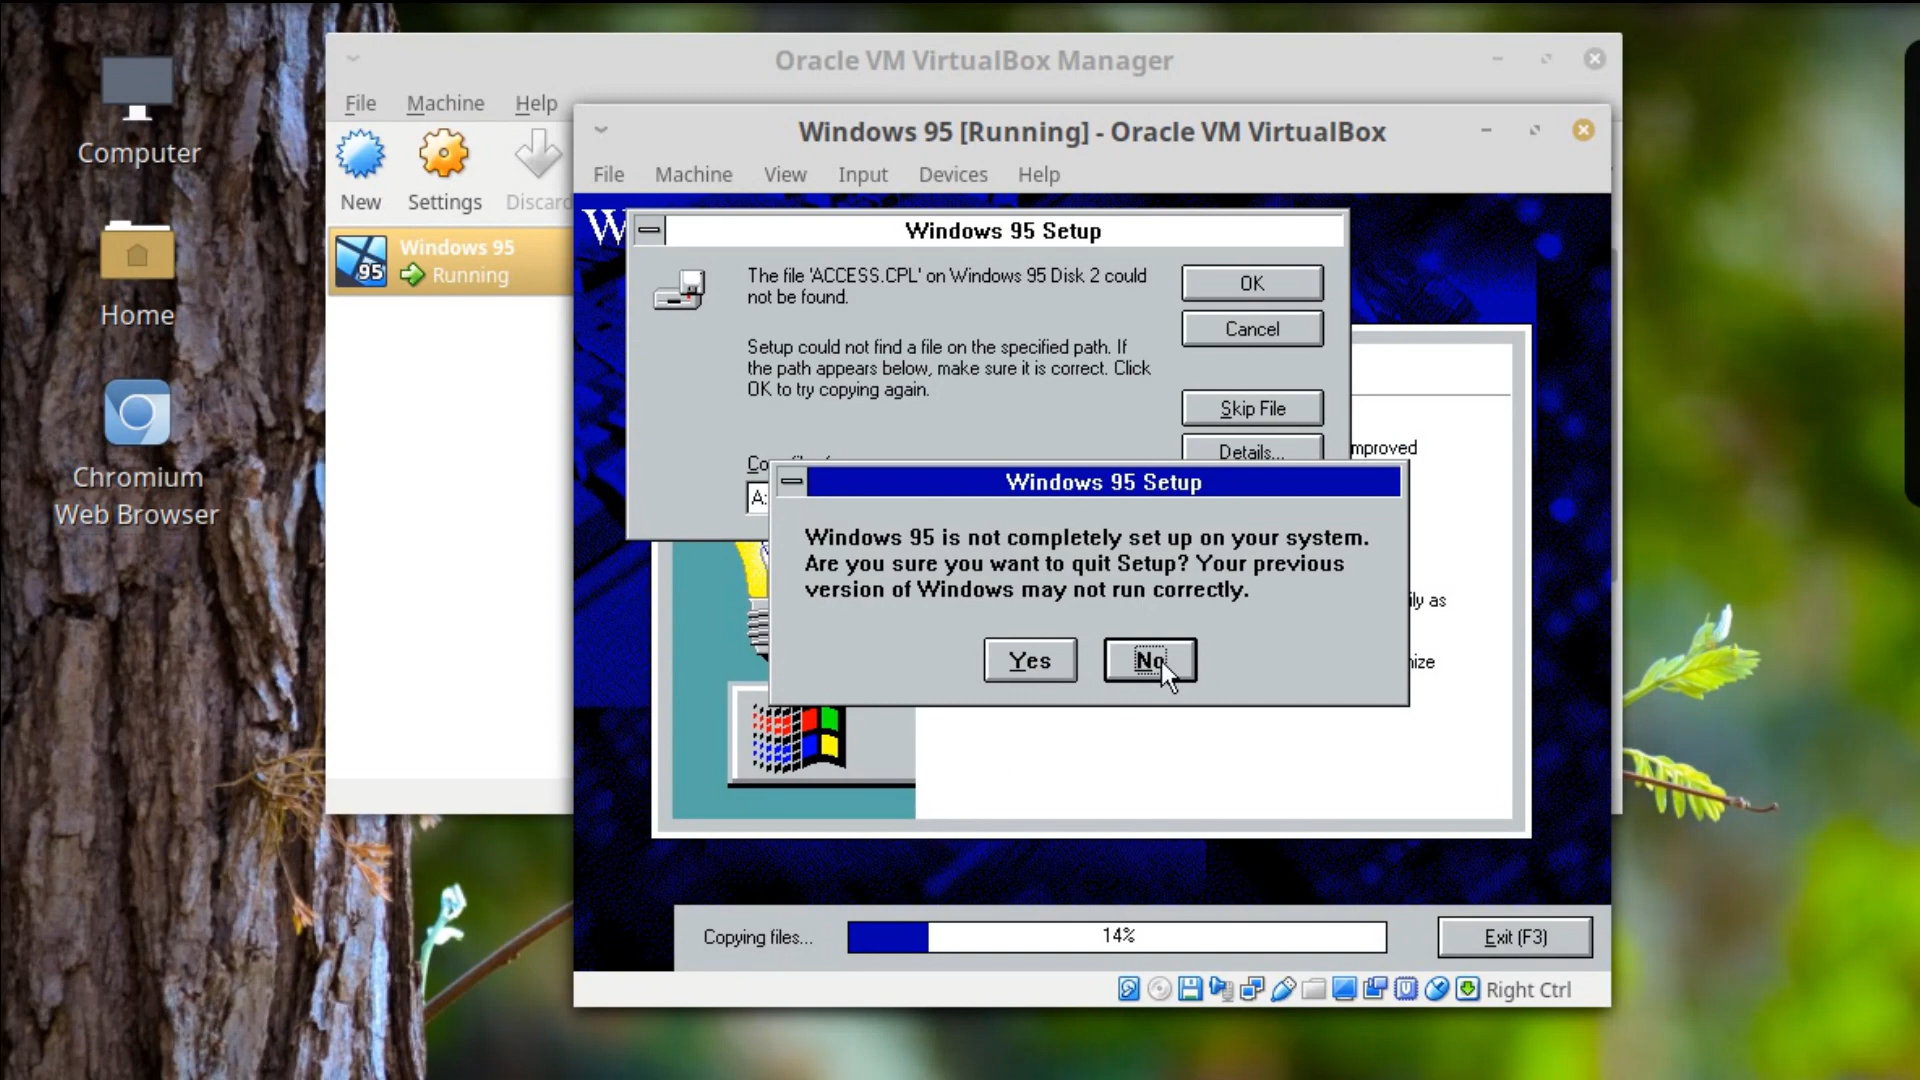 Computer
Home
Chromium
Web Browser
Oracle VM VirtualBox Manager
File Machine Help
New Settings Discard
Windows 95
Running
95
Windows 95 [Running] - Oracle VM VirtualBox
File Machine View Input Devices Help
W
Windows 95 Setup
The file 'ACCESS.CPL' on Windows 95 Disk 2 could
not be found.
Setup could not find a file on the specified path. If
the path appears below, make sure it is correct. Click
OK to try copying again.
A:
OK
Cancel
Skip File
Details...
mproved
ily as
ize
Windows 95 Setup
Windows 95 is not completely set up on your system.
Are you sure you want to quit Setup? Your previous
version of Windows may not run correctly.
Yes No
Copying files... 14% Exit (F3)
Right Ctrl